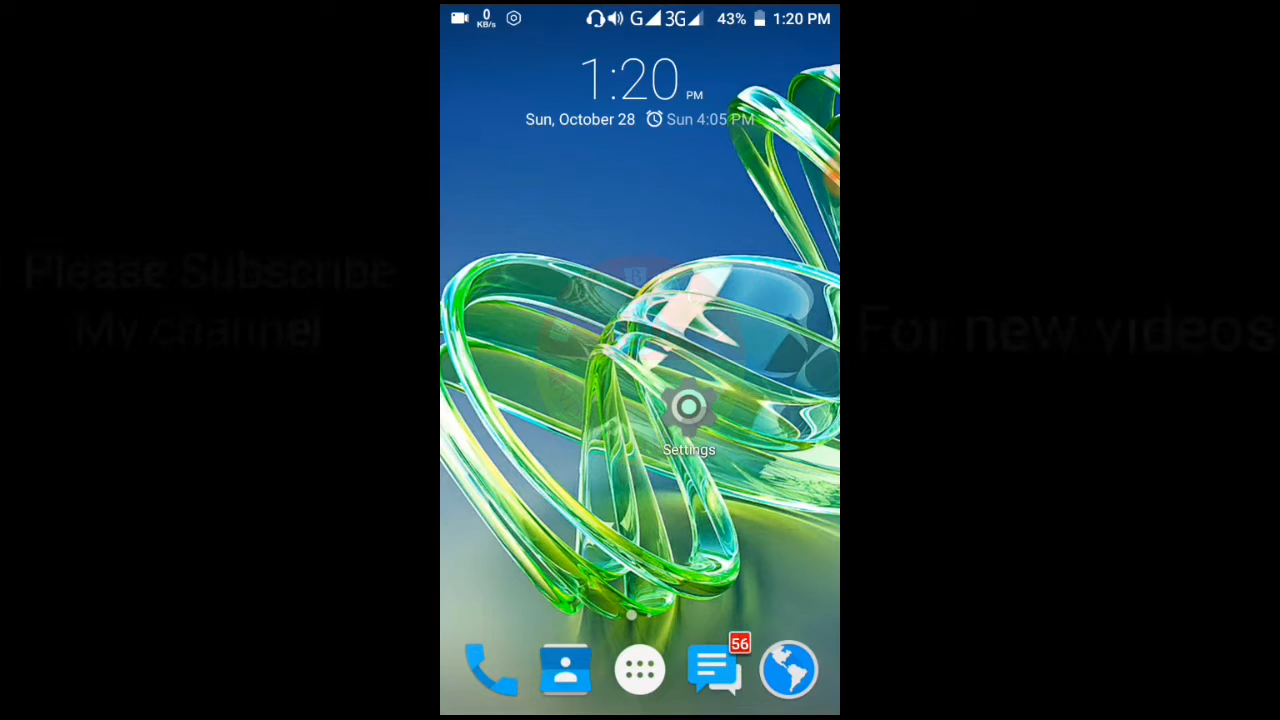 0
KB/s
G 3G 43% 1:20 PM
1:20 PM
Sun, October 28 Sun 4:05 PM
Please Subscribe
My channel
For new videos
Settings
56